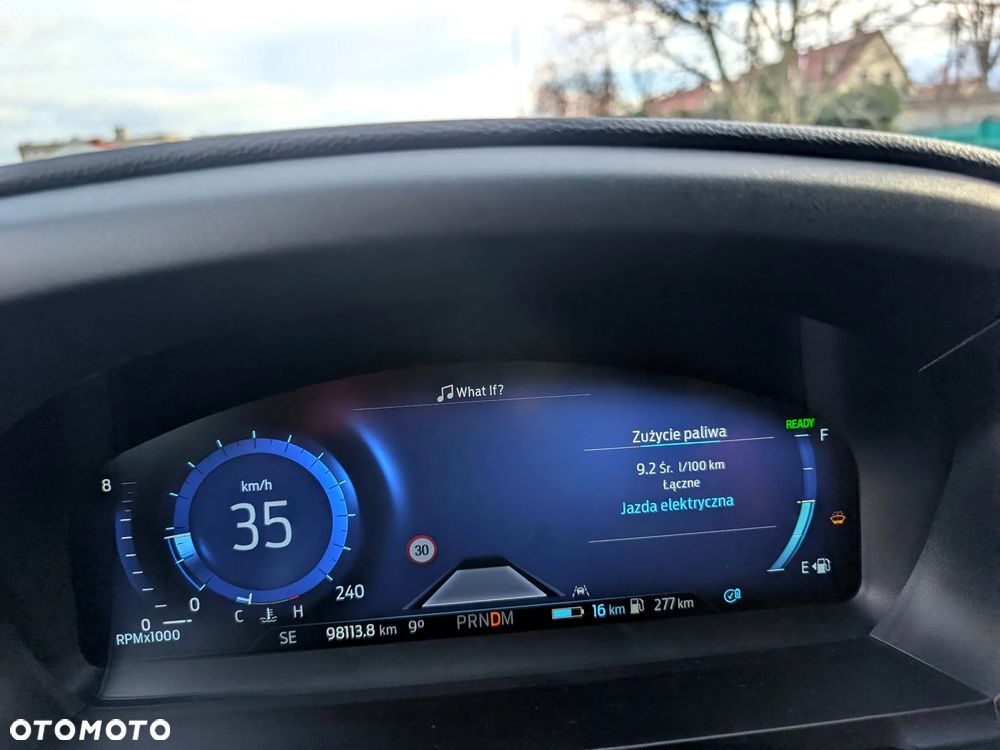 What If?
Zużycie paliwa
9.2 Śr. l/100 km
Łączne
Jazda elektryczna
READY
F
E
8
0
RPMx1000
km/h
35
0
240
C H
30
SE 98113.8 km 9° PRNDM 16 km 277 km
OTOMOTO